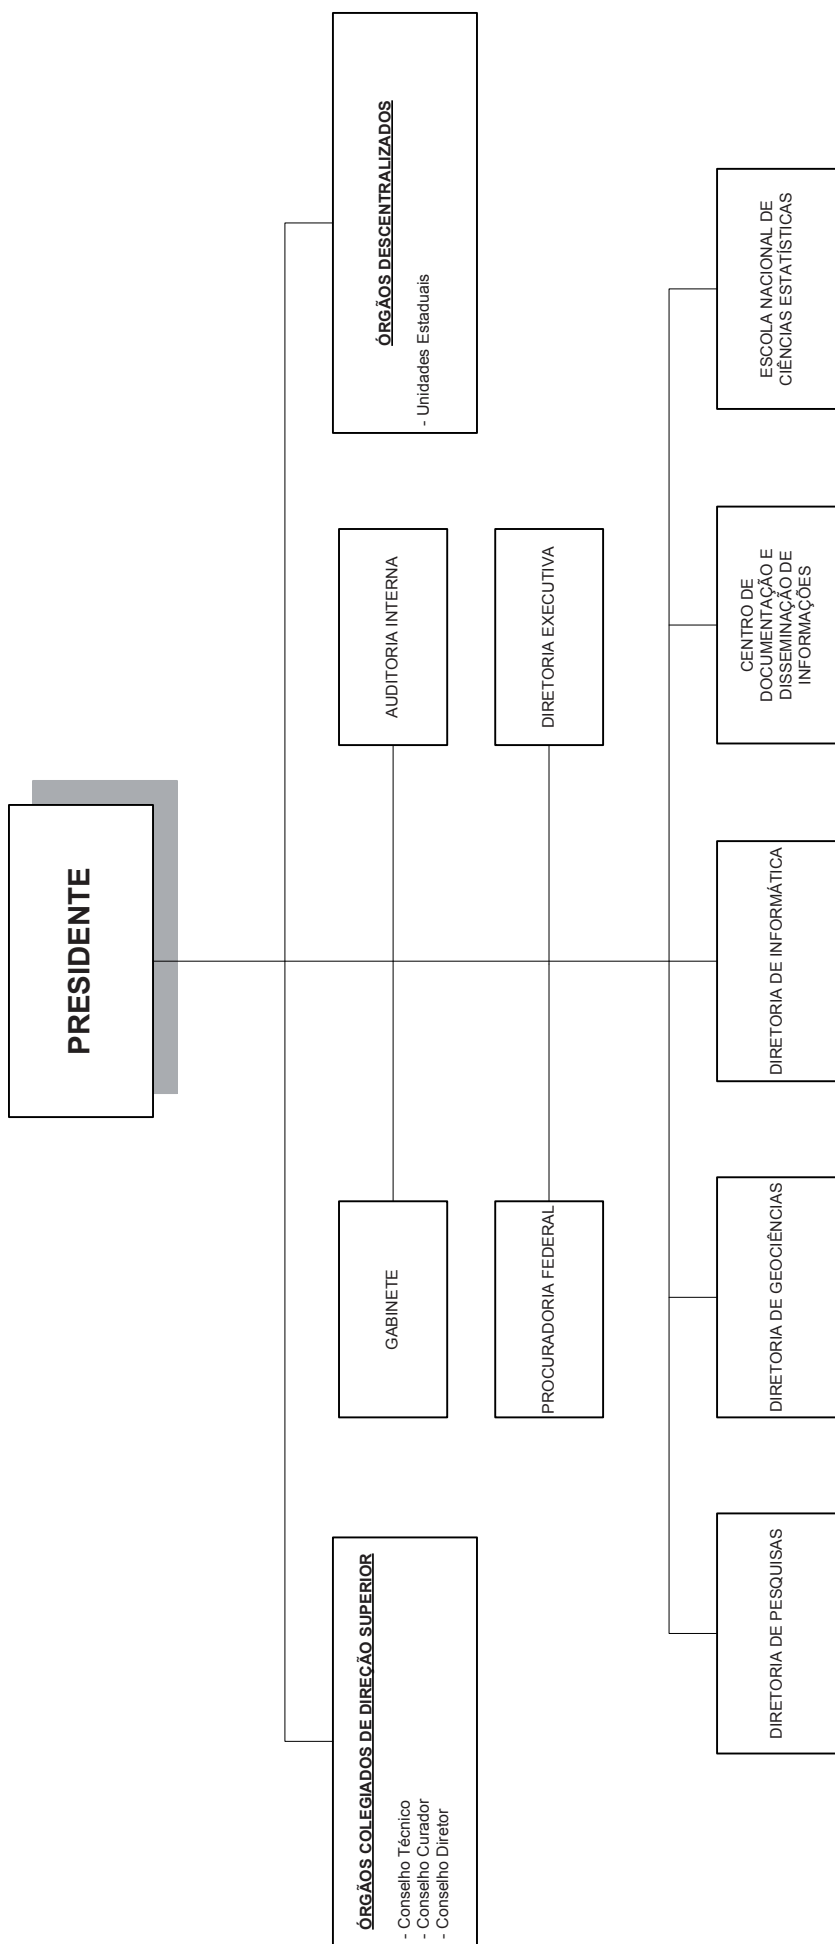 PRESIDENTE
ÓRGÃOS COLEGIADOS DE DIREÇÃO SUPERIOR
- Conselho Técnico
- Conselho Curador
- Conselho Diretor
ÓRGÃOS DESCENTRALIZADOS
- Unidades Estaduais
GABINETE
AUDITORIA INTERNA
PROCURADORIA FEDERAL
DIRETORIA EXECUTIVA
DIRETORIA DE PESQUISAS
DIRETORIA DE GEOCIÊNCIAS
DIRETORIA DE INFORMÁTICA
CENTRO DE
DOCUMENTAÇÃO E
DISSEMINAÇÃO DE
INFORMAÇÕES
ESCOLA NACIONAL DE
CIÊNCIAS ESTATÍSTICAS